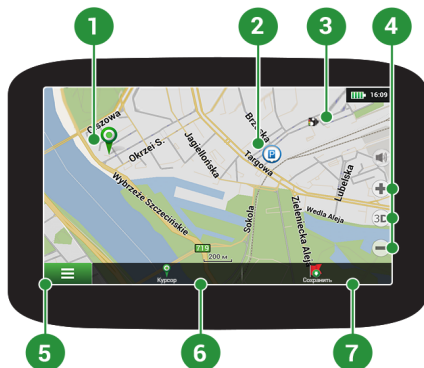 1
2
3
4
16:09
Ciszowa
Okrzei S.
Jagiellońska
Brzeska
Targowa
P
Lubelska
3D
Wybrzeże Szczecińskie
Sokola
Zieleniecka Aleja
Wedla Aleja
719
200 м
Курсор
Сохранить
5
6
7